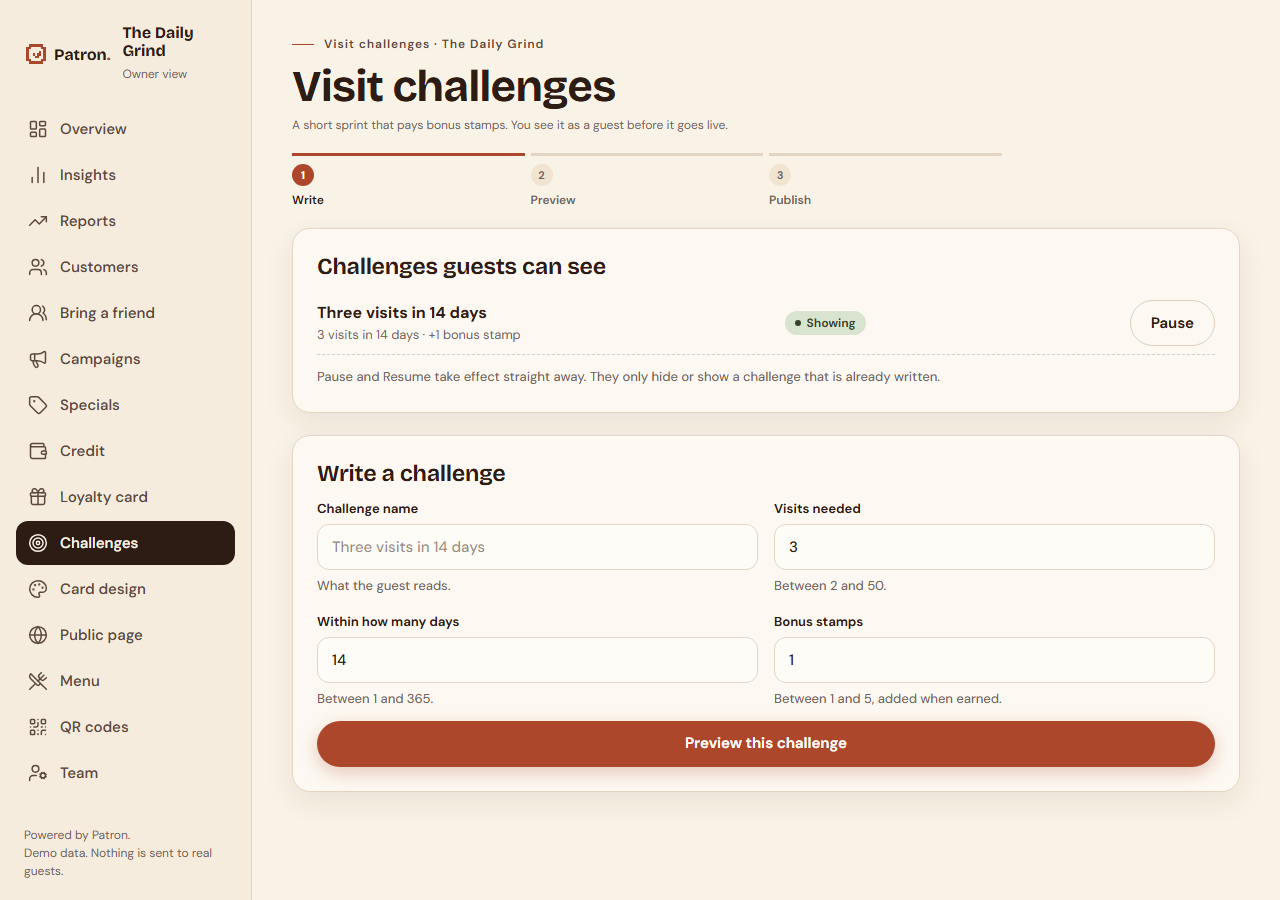 Patron.
The Daily
Grind
Owner view
Overview
Insights
Reports
Customers
Bring a friend
Campaigns
Specials
Credit
Loyalty card
Challenges
Card design
Public page
Menu
QR codes
Team
Powered by Patron.
Demo data. Nothing is sent to real
guests.
Visit challenges · The Daily Grind
Visit challenges
A short sprint that pays bonus stamps. You see it as a guest before it goes live.
1
Write
2
Preview
3
Publish
Challenges guests can see
Three visits in 14 days
3 visits in 14 days · +1 bonus stamp
Showing
Pause
Pause and Resume take effect straight away. They only hide or show a challenge that is already written.
Write a challenge
Challenge name
Three visits in 14 days
What the guest reads.
Visits needed
3
Between 2 and 50.
Within how many days
14
Between 1 and 365.
Bonus stamps
1
Between 1 and 5, added when earned.
Preview this challenge